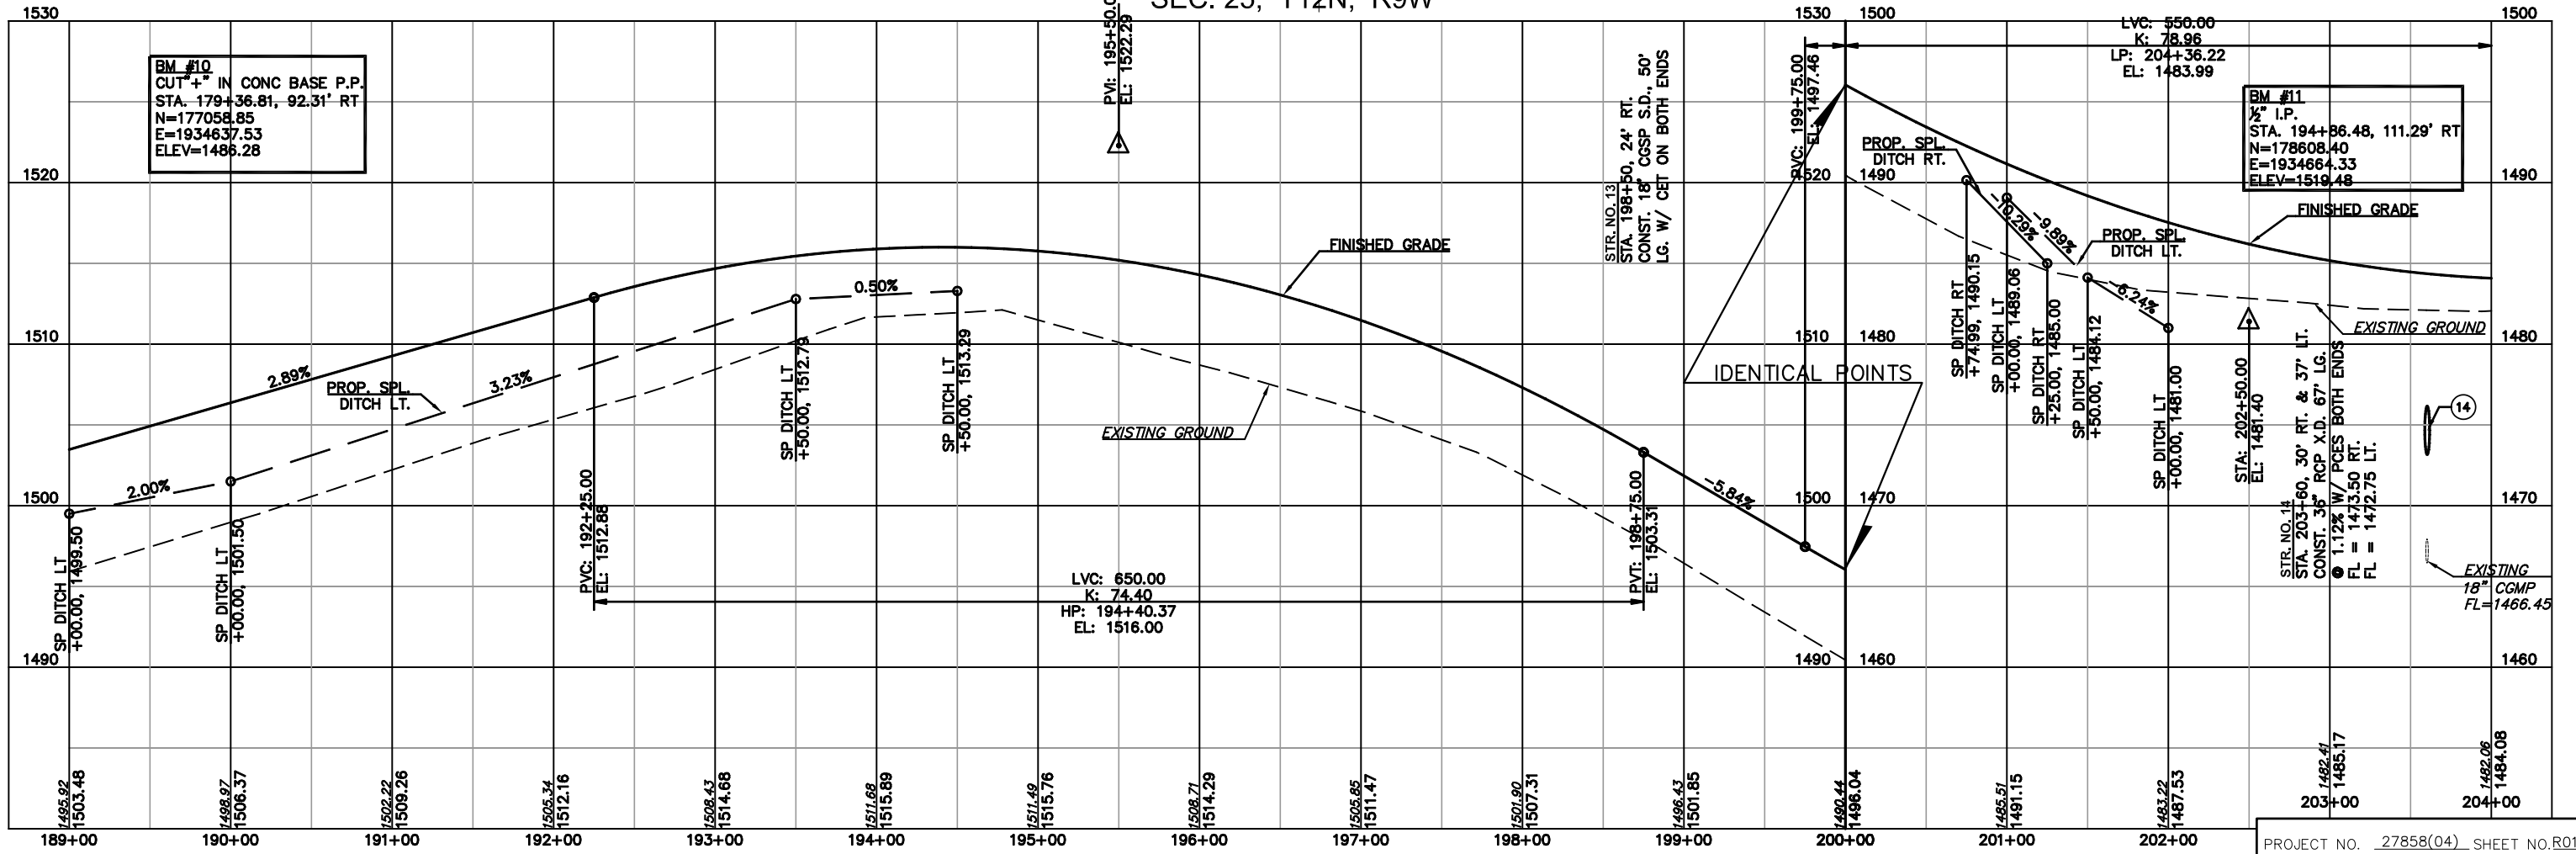 SEC. 25, T12N, R9W
1530
1520
1510
1500
1490
BM #10
CUT"+" IN CONC BASE P.P.
STA. 179+36.81, 92.31' RT
N=177058.85
E=1934637.53
ELEV=1486.28
PVI: 195+50.0
EL: 1522.29
STR. NO. 13
STA. 198+50, 24' RT.
CONST. 18" CGSP S.D., 50'
LG. W/ CET ON BOTH ENDS
PVC: 199+75.00
EL: 1497.46
1530 1500
1520 1490
1510 1480
1500 1470
1490 1460
LVC: 550.00
K: 78.96
LP: 204+36.22
EL: 1483.99
1500
1490
1480
1470
1460
BM #11
½" I.P.
STA. 194+86.48, 111.29' RT
N=178608.40
E=1934664.33
ELEV=1519.48
PROP. SPL.
DITCH RT.
-10.29%
-9.89%
PROP. SPL.
DITCH LT.
-6.24%
FINISHED GRADE
FINISHED GRADE
2.89%
PROP. SPL.
DITCH LT.
3.23%
0.50%
2.00%
EXISTING GROUND
IDENTICAL POINTS
-5.84%
EXISTING GROUND
SP DITCH LT
+00.00, 1499.50
SP DITCH LT
+00.00, 1501.50
PVC: 192+25.00
EL: 1512.88
SP DITCH LT
+50.00, 1512.79
SP DITCH LT
+50.00, 1513.29
LVC: 650.00
K: 74.40
HP: 194+40.37
EL: 1516.00
PVT: 198+75.00
EL: 1503.31
SP DITCH RT
+74.99, 1490.15
SP DITCH LT
+00.00, 1489.06
SP DITCH RT
+25.00, 1485.00
SP DITCH LT
+50.00, 1484.12
SP DITCH LT
+00.00, 1481.00
STA: 202+50.00
EL: 1481.40
STR. NO. 14
STA. 203+60, 30' RT. & 37' LT.
CONST. 36" RCP X.D. 67' LG.
@ 1.12% W/ PCES BOTH ENDS
FL = 1473.50 RT.
FL = 1472.75 LT.
14
EXISTING
18" CGMP
FL=1466.45
1495.92
1503.48
1498.97
1506.37
1502.22
1509.26
1505.34
1512.16
1508.43
1514.68
1511.68
1515.89
1511.49
1515.76
1508.71
1514.29
1505.85
1511.47
1501.90
1507.31
1496.43
1501.85
1490.44
1496.04
1485.51
1491.15
1483.22
1487.53
1482.41
1485.17
1482.06
1484.08
189+00 190+00 191+00 192+00 193+00 194+00 195+00 196+00 197+00 198+00 199+00 200+00 201+00 202+00 203+00 204+00
PROJECT NO. 27858(04) SHEET NO. R01